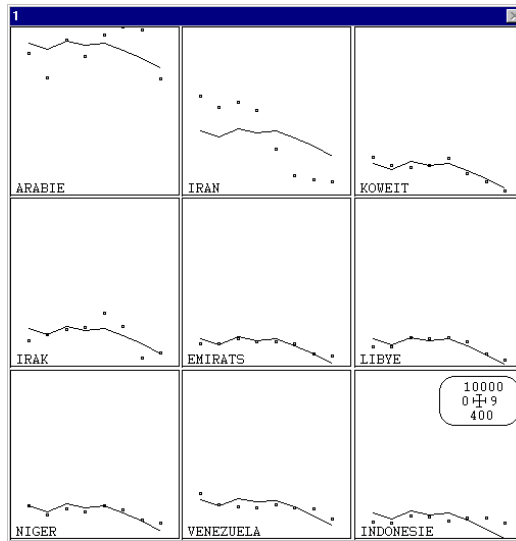 1
ARABIE
IRAN
KOWEIT
IRAK
EMIRATS
LIBYE
10000
0 9
400
NIGER
VENEZUELA
INDONESIE